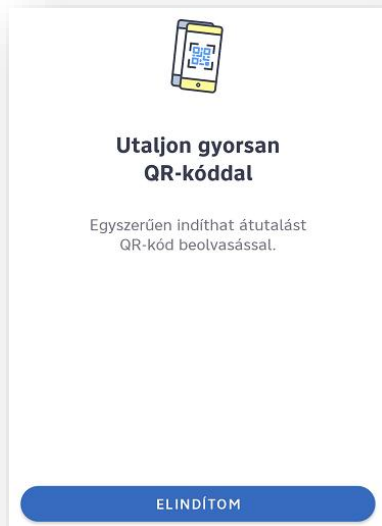 Utaljon gyorsan
QR-kóddal
Egyszerűen indíthat átutalást
QR-kód beolvasással.
ELINDÍTOM